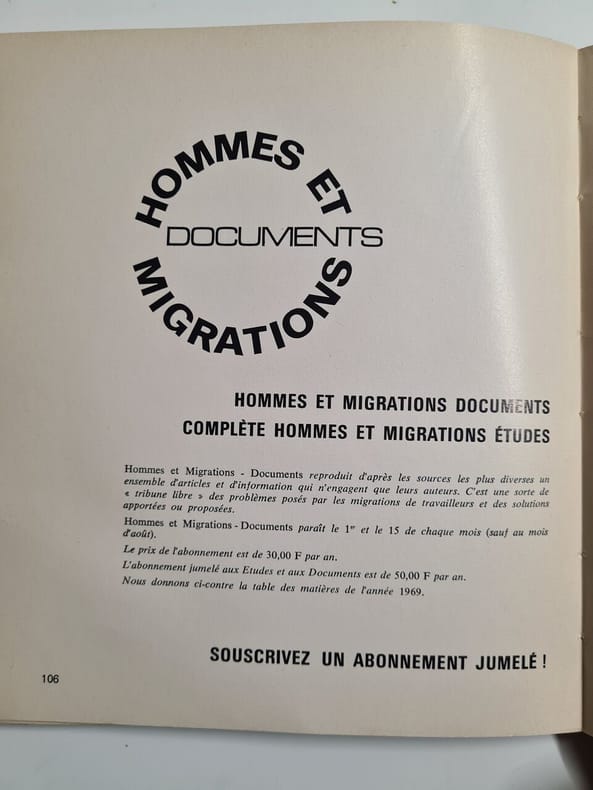 HOMMES ET
DOCUMENTS
MIGRATIONS
HOMMES ET MIGRATIONS DOCUMENTS
COMPLÈTE HOMMES ET MIGRATIONS ÉTUDES
Hommes et Migrations - Documents reproduit d'après les sources les plus diverses un
ensemble d'articles et d'information qui n'engagent que leurs auteurs. C'est une sorte de
« tribune libre » des problèmes posés par les migrations de travailleurs et des solutions
apportées ou proposées.
Hommes et Migrations - Documents paraît le 1er et le 15 de chaque mois (sauf au mois
d'août).
Le prix de l'abonnement est de 30,00 F par an.
L'abonnement jumelé aux Etudes et aux Documents est de 50,00 F par an.
Nous donnons ci-contre la table des matières de l'année 1969.
SOUSCRIVEZ UN ABONNEMENT JUMELÉ !
106